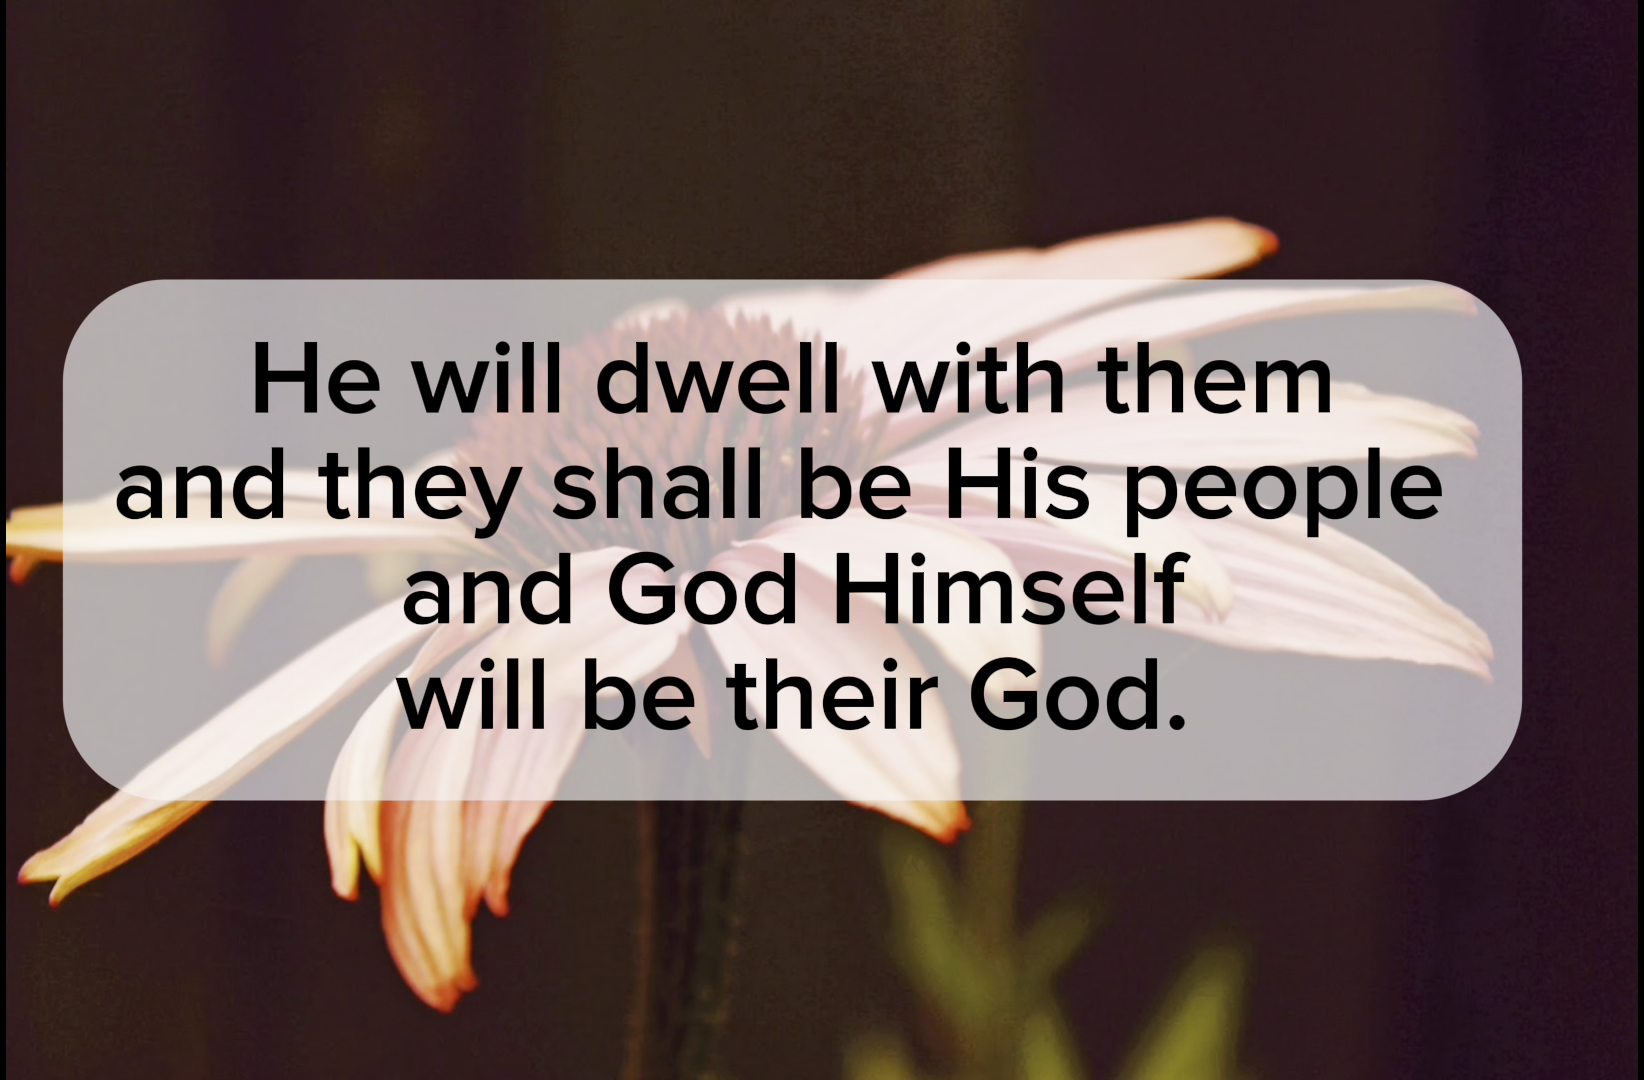 He will dwell with them
and they shall be His people
and God Himself
will be their God.